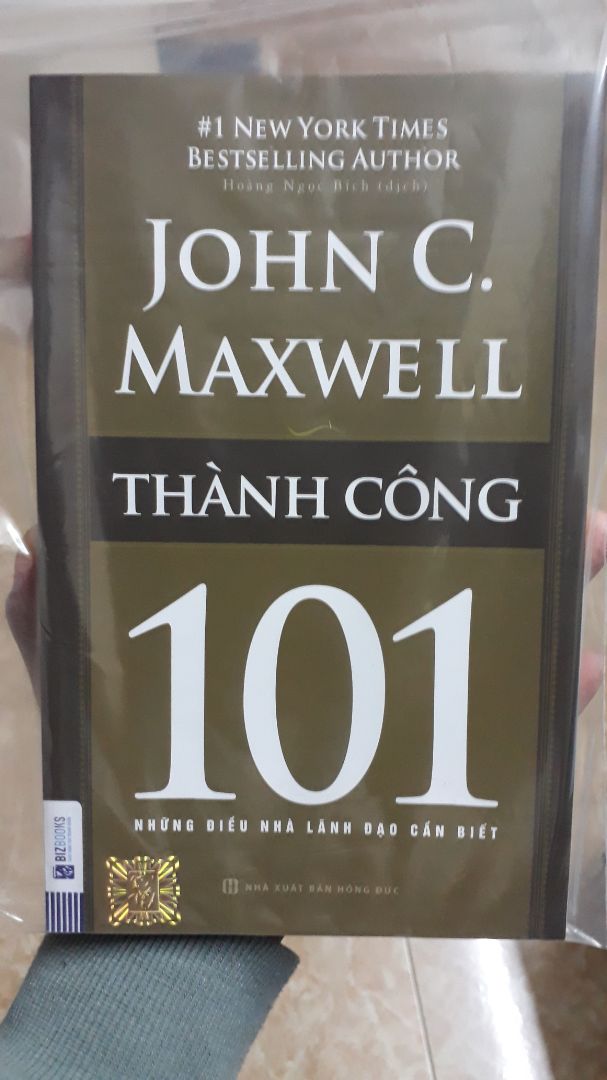 #1 NEW YORK TIMES
BESTSELLING AUTHOR
Hoàng Ngọc Bích (dịch)
JOHN C.
MAXWELL
THÀNH CÔNG
101
NHỮNG ĐIỀU NHÀ LÃNH ĐẠO CẦN BIẾT
BIZBOOKS
NHÀ XUẤT BẢN HỒNG ĐỨC